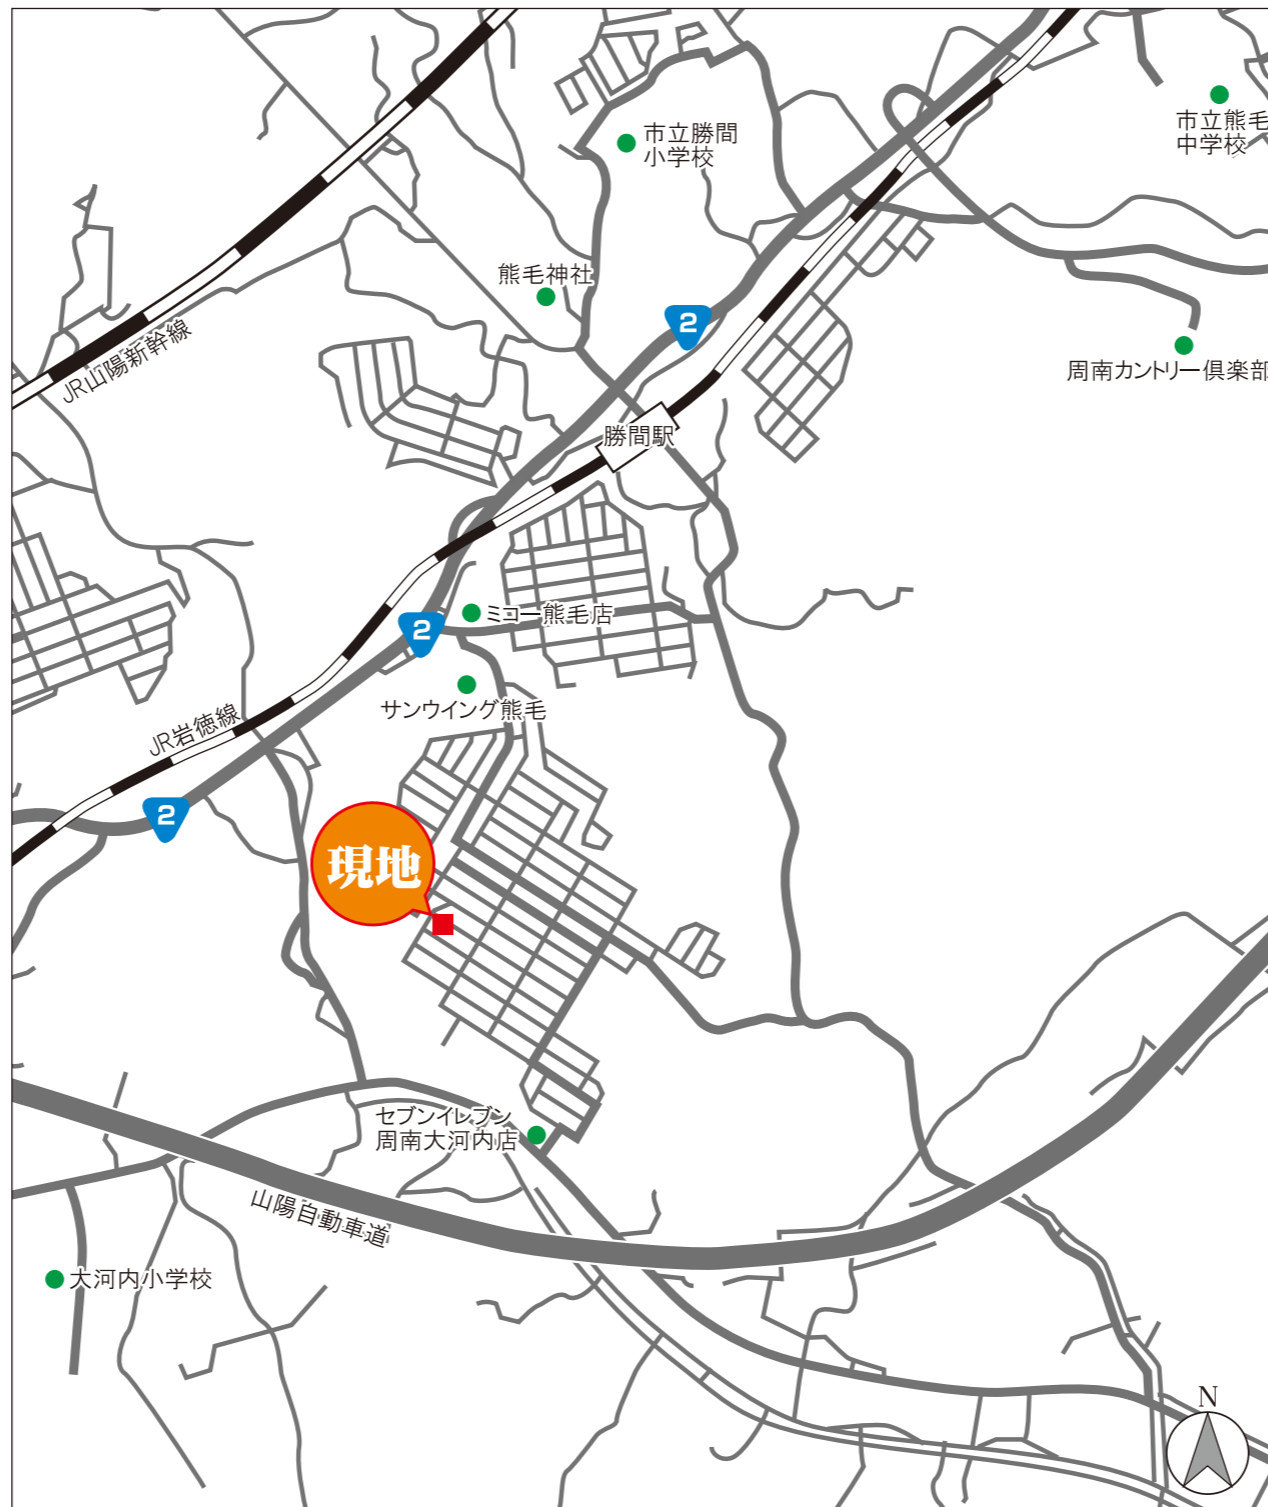 市立勝間
小学校
市立熊毛
中学校
熊毛神社
2
JR山陽新幹線
周南カントリー倶楽部
勝間駅
ミコー熊毛店
2
サンウイング熊毛
JR岩徳線
2
現地
セブンイレブン
周南大河内店
山陽自動車道
大河内小学校
N